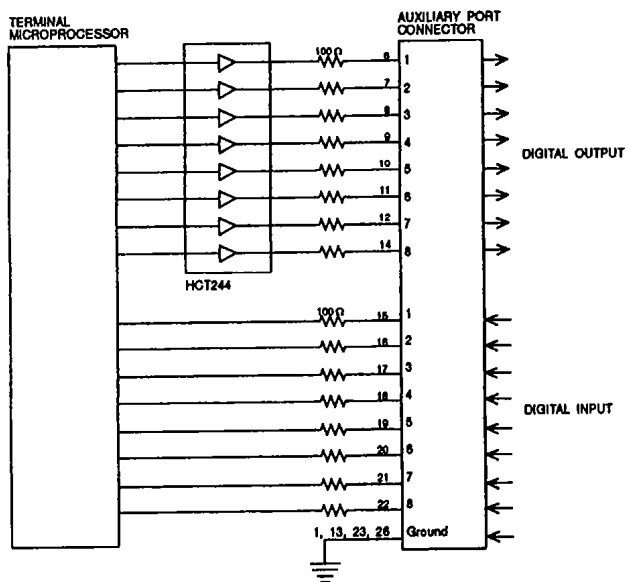 TERMINAL
MICROPROCESSOR
AUXILIARY PORT
CONNECTOR
100Ω
6
1
7
2
8
3
9
4
10
5
11
6
12
7
14
8
DIGITAL OUTPUT
HCT244
100Ω
15
1
16
2
17
3
18
4
19
5
20
6
21
7
22
8
DIGITAL INPUT
1, 13, 23, 26
Ground